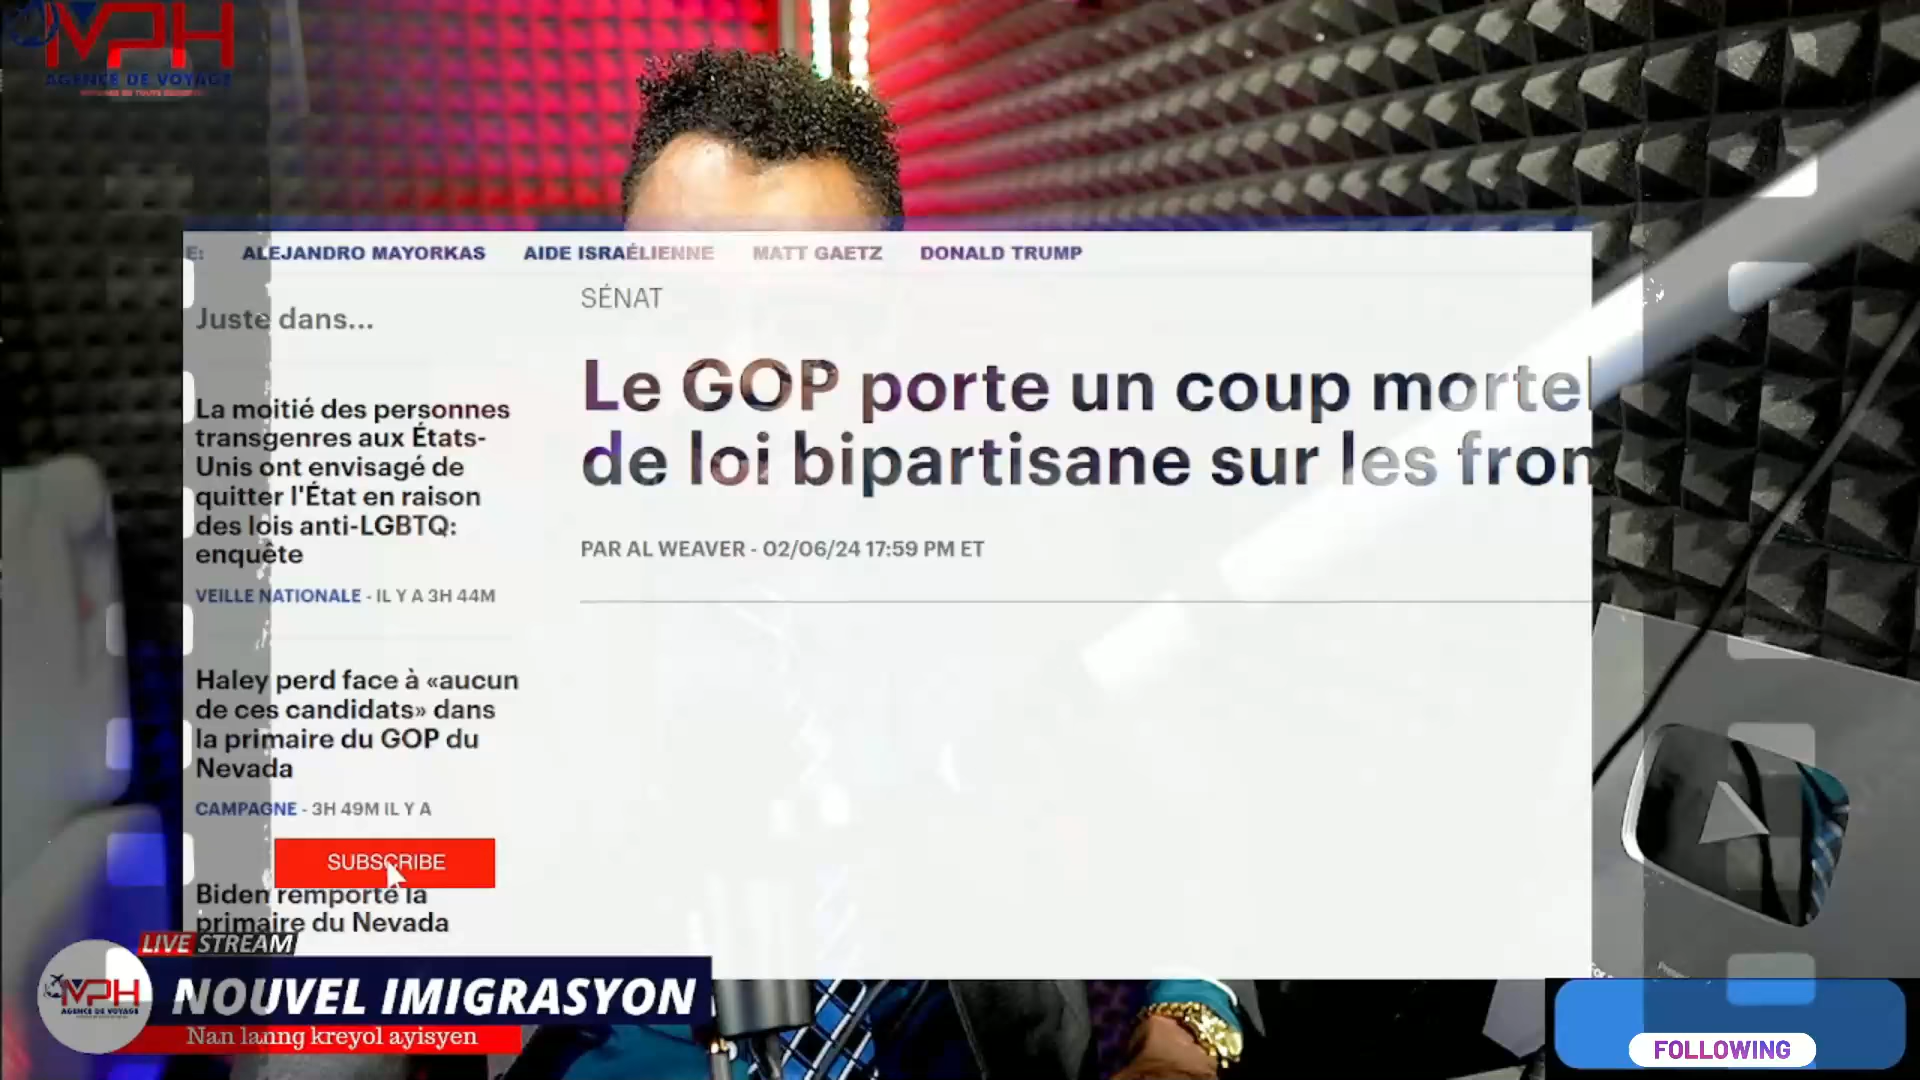 MPH
AGENCE DE VOYAGE
E: ALEJANDRO MAYORKAS AIDE ISRAÉLIENNE MATT GAETZ DONALD TRUMP
Juste dans...
La moitié des personnes
transgenres aux États-
Unis ont envisagé de
quitter l'État en raison
des lois anti-LGBTQ:
enquête
VEILLE NATIONALE - IL Y A 3H 44M
Haley perd face à «aucun
de ces candidats» dans
la primaire du GOP du
Nevada
CAMPAGNE - 3H 49M IL Y A
SUBSCRIBE
Biden remporte la
primaire du Nevada
SÉNAT
Le GOP porte un coup mortel
de loi bipartisane sur les fron
PAR AL WEAVER - 02/06/24 17:59 PM ET
LIVE STREAM
MPH
AGENCE DE VOYAGE
NOUVEL IMIGRASYON
Nan lanng kreyol ayisyen
FOLLOWING